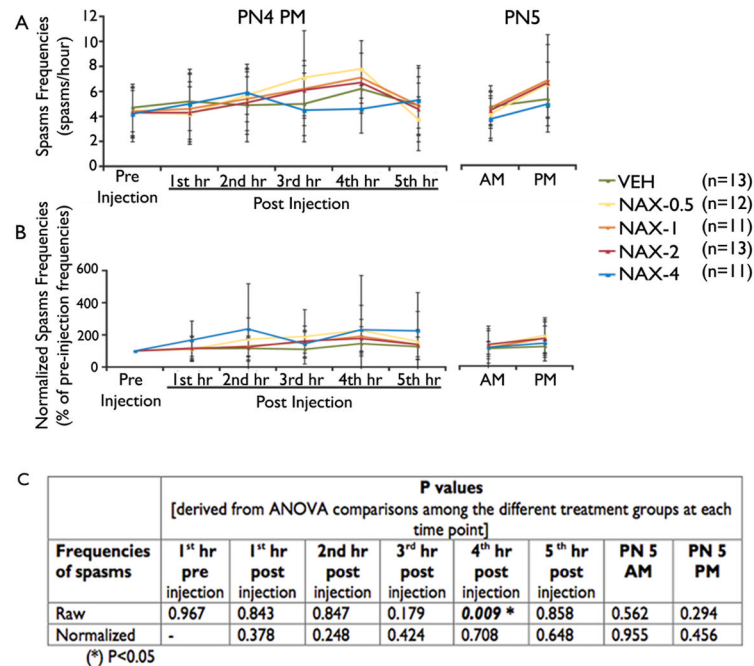 A
PN4 PM
PN5
Spasms Frequencies
(spasms/hour)
12
10
8
6
4
2
0
Pre
Injection
1st hr 2nd hr 3rd hr 4th hr 5th hr
Post Injection
AM PM
VEH (n=13)
NAX-0.5 (n=12)
NAX-1 (n=11)
NAX-2 (n=13)
NAX-4 (n=11)
B
Normalized Spasms Frequencies
(% of pre-injection frequencies)
600
400
200
0
Pre
Injection
1st hr 2nd hr 3rd hr 4th hr 5th hr
Post Injection
AM PM
C
P values
[derived from ANOVA comparisons among the different treatment groups at each
time point]
Frequencies of spasms
1st hr pre injection
1st hr post injection
2nd hr post injection
3rd hr post injection
4th hr post injection
5th hr post injection
PN 5 AM
PN 5 PM
Raw 0.967 0.843 0.847 0.179 0.009 * 0.858 0.562 0.294
Normalized - 0.378 0.248 0.424 0.708 0.648 0.955 0.456
(*) P<0.05